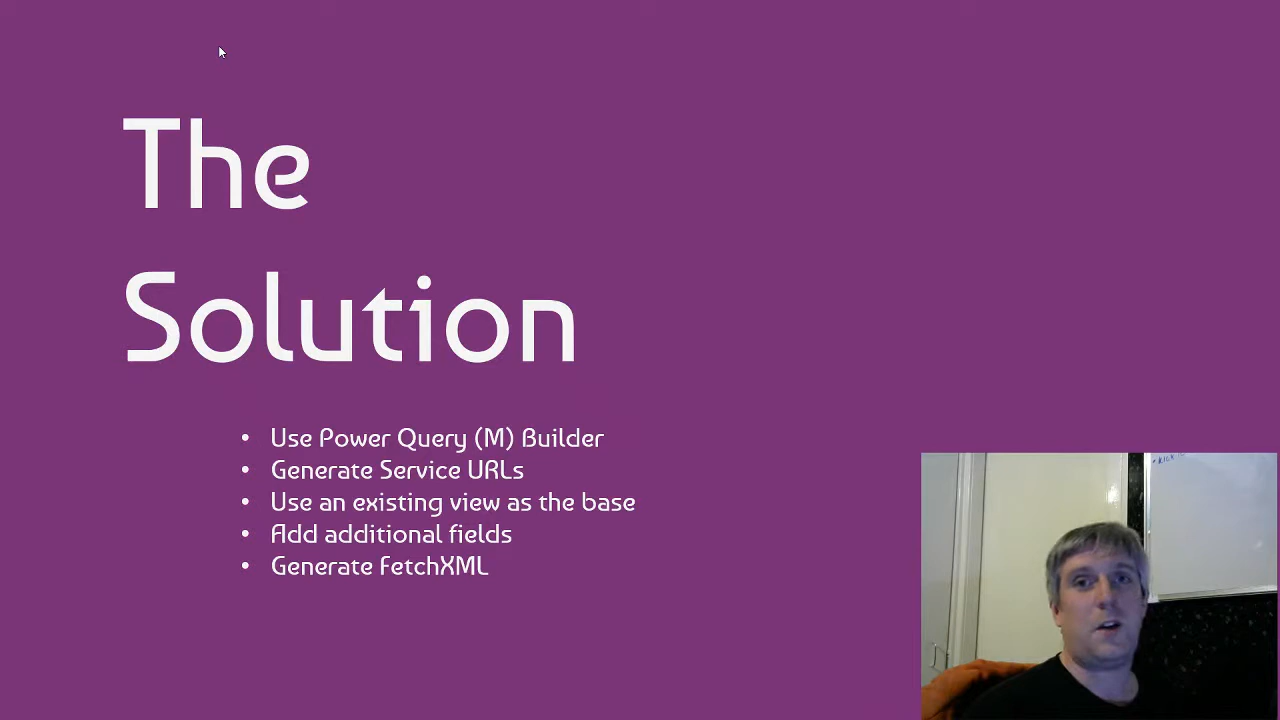 The
Solution
• Use Power Query (M) Builder
• Generate Service URLs
• Use an existing view as the base
• Add additional fields
• Generate FetchXML